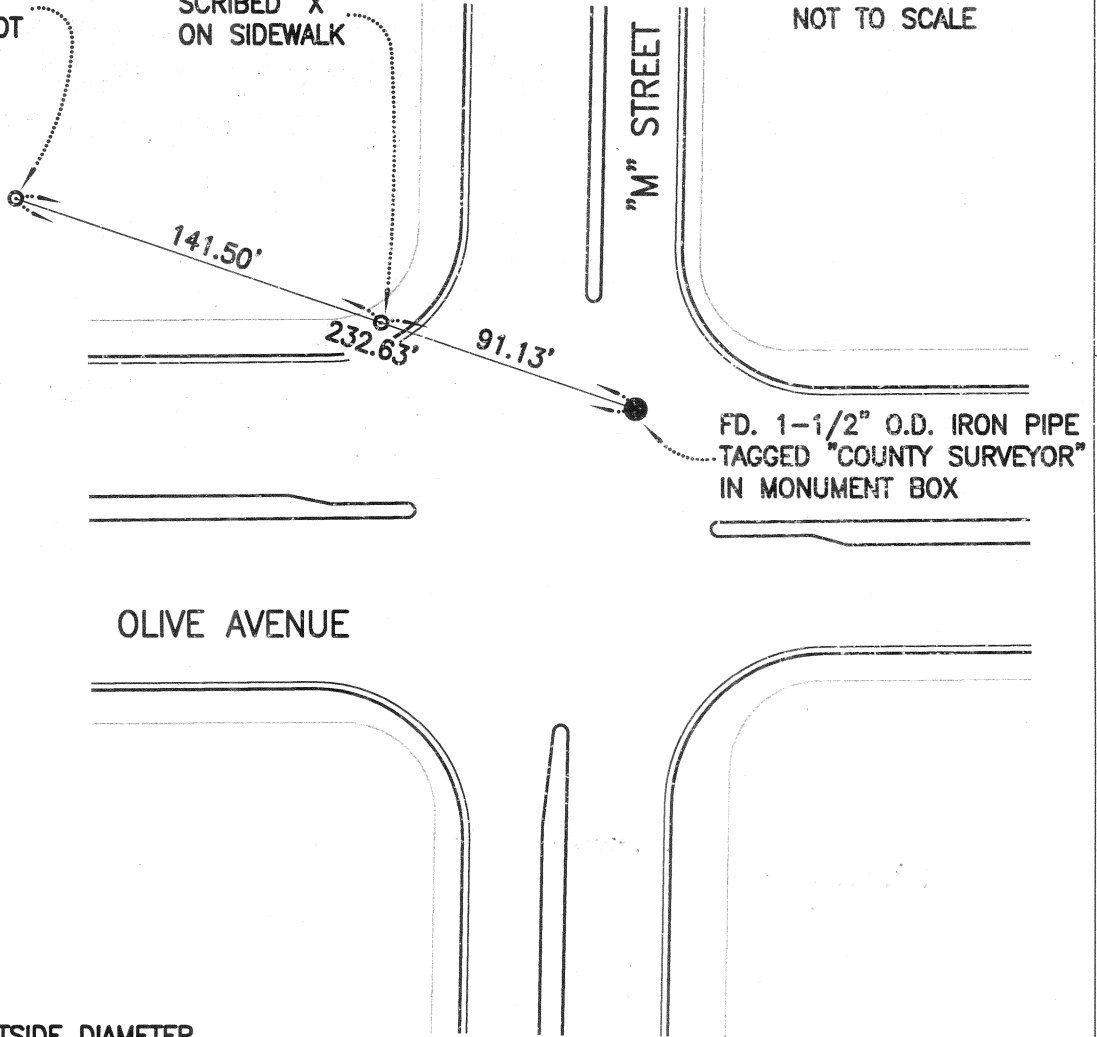 SCRIBED "X"
ON SIDEWALK
"M" STREET
NOT TO SCALE
141.50'
232.63'
91.13'
FD. 1-1/2" O.D. IRON PIPE
TAGGED "COUNTY SURVEYOR"
IN MONUMENT BOX
OLIVE AVENUE
DIAMETER